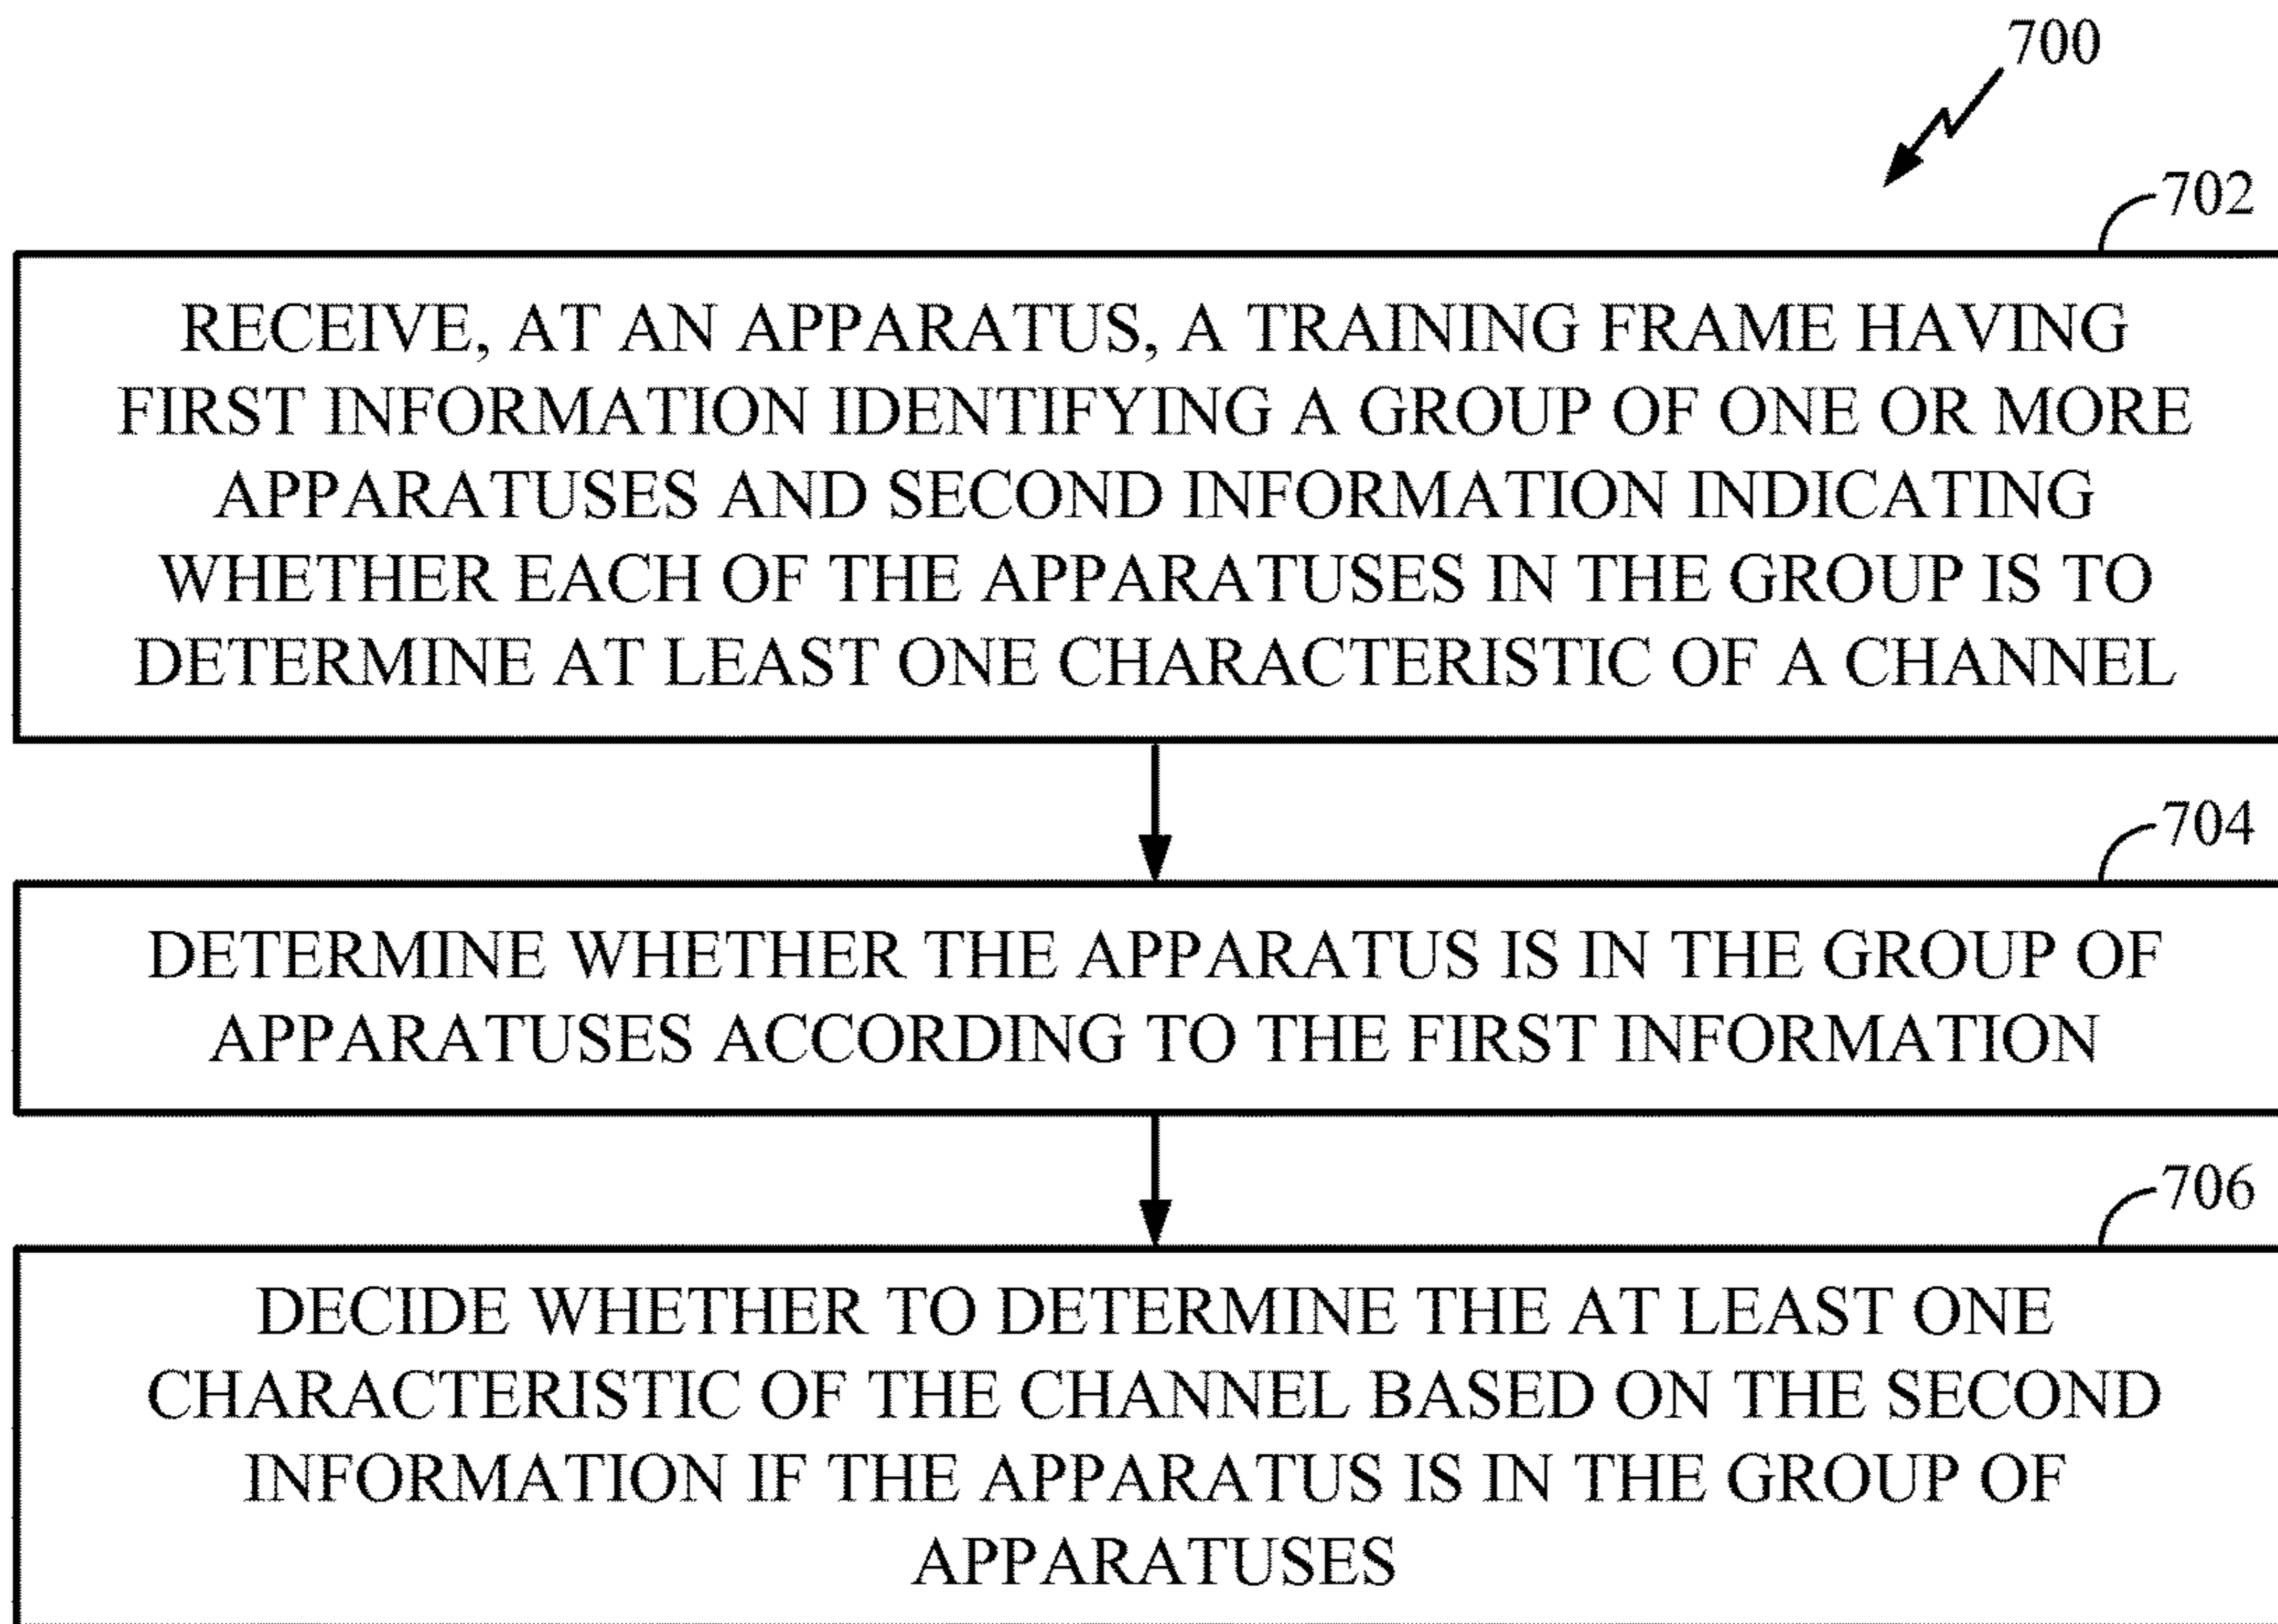 700
702
RECEIVE, AT AN APPARATUS, A TRAINING FRAME HAVING
FIRST INFORMATION IDENTIFYING A GROUP OF ONE OR MORE
APPARATUSES AND SECOND INFORMATION INDICATING
WHETHER EACH OF THE APPARATUSES IN THE GROUP IS TO
DETERMINE AT LEAST ONE CHARACTERISTIC OF A CHANNEL
704
DETERMINE WHETHER THE APPARATUS IS IN THE GROUP OF
APPARATUSES ACCORDING TO THE FIRST INFORMATION
706
DECIDE WHETHER TO DETERMINE THE AT LEAST ONE
CHARACTERISTIC OF THE CHANNEL BASED ON THE SECOND
INFORMATION IF THE APPARATUS IS IN THE GROUP OF
APPARATUSES